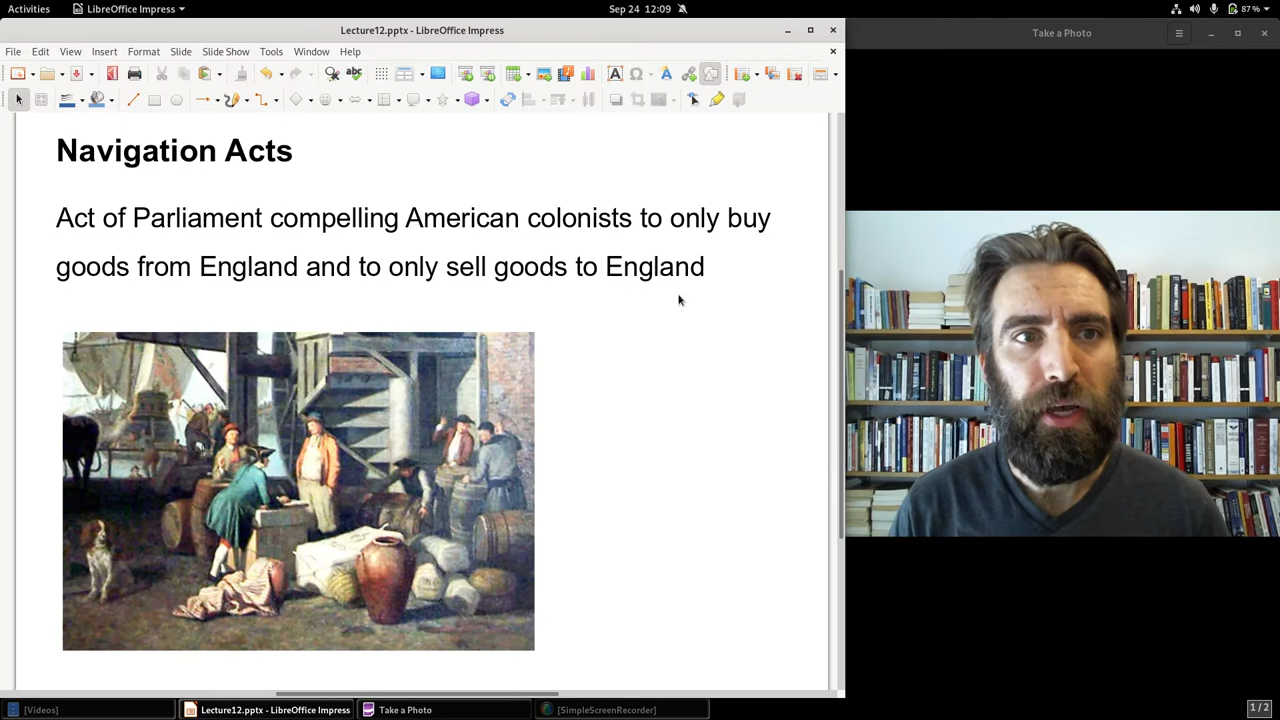 Activities LibreOffice Impress Sep 24 12:09 87%
Lecture12.pptx - LibreOffice Impress
Take a Photo
File Edit View Insert Format Slide Slide Show Tools Window Help
Navigation Acts
Act of Parliament compelling American colonists to only buy
goods from England and to only sell goods to England
[Videos] Lecture12.pptx - LibreOffice Impress Take a Photo [SimpleScreenRecorder] 1/2